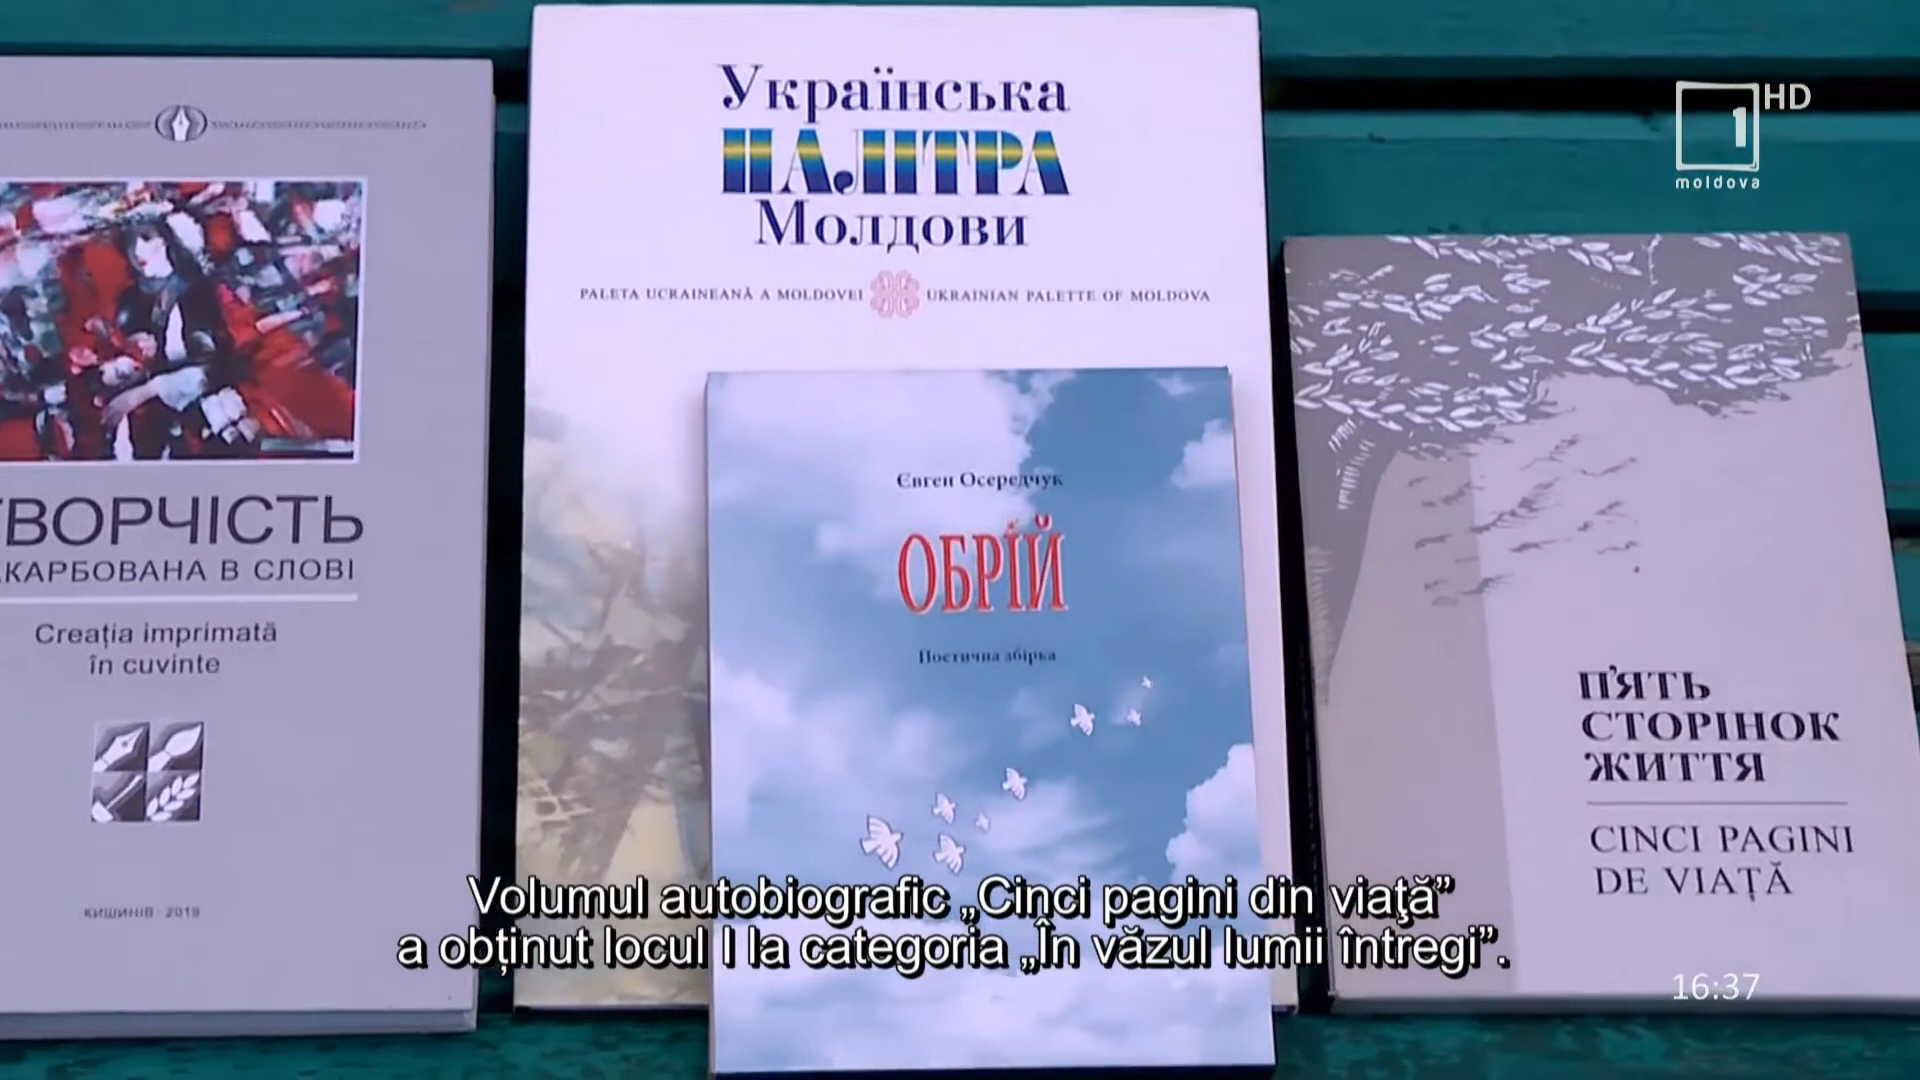 ТВОРЧІСТЬ
КАРБОВАНА В СЛОВІ
Creația imprimată
în cuvinte
КИШИНІВ - 2019
Українська
ПАЛІТРА
Молдови
PALETA UCRAINEANĂ A MOLDOVEI
UKRAINIAN PALETTE OF MOLDOVA
Євген Осередчук
ОБРІЙ
Поетична збірка
П'ЯТЬ
СТОРІНОК
ЖИТТЯ
CINCI PAGINI
DE VIAȚĂ
1 HD
moldova
Volumul autobiografic „Cinci pagini din viaţă”
a obținut locul I la categoria „În văzul lumii întregi”.
16:37